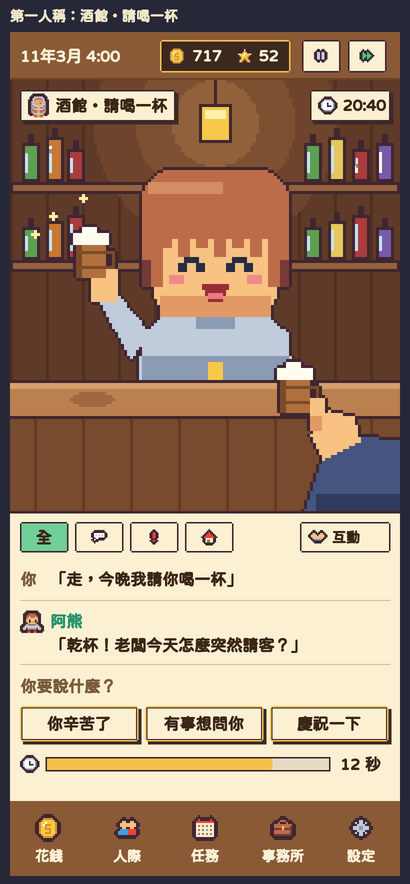 第一人稱：酒館・請喝一杯
11年3月 4:00 717 52
酒館・請喝一杯 20:40
全 互動
你 「走，今晚我請你喝一杯」
阿熊
「乾杯！老闆今天怎麼突然請客？」
你要說什麼？
你辛苦了 有事想問你 慶祝一下
12 秒
花錢 人際 任務 事務所 設定